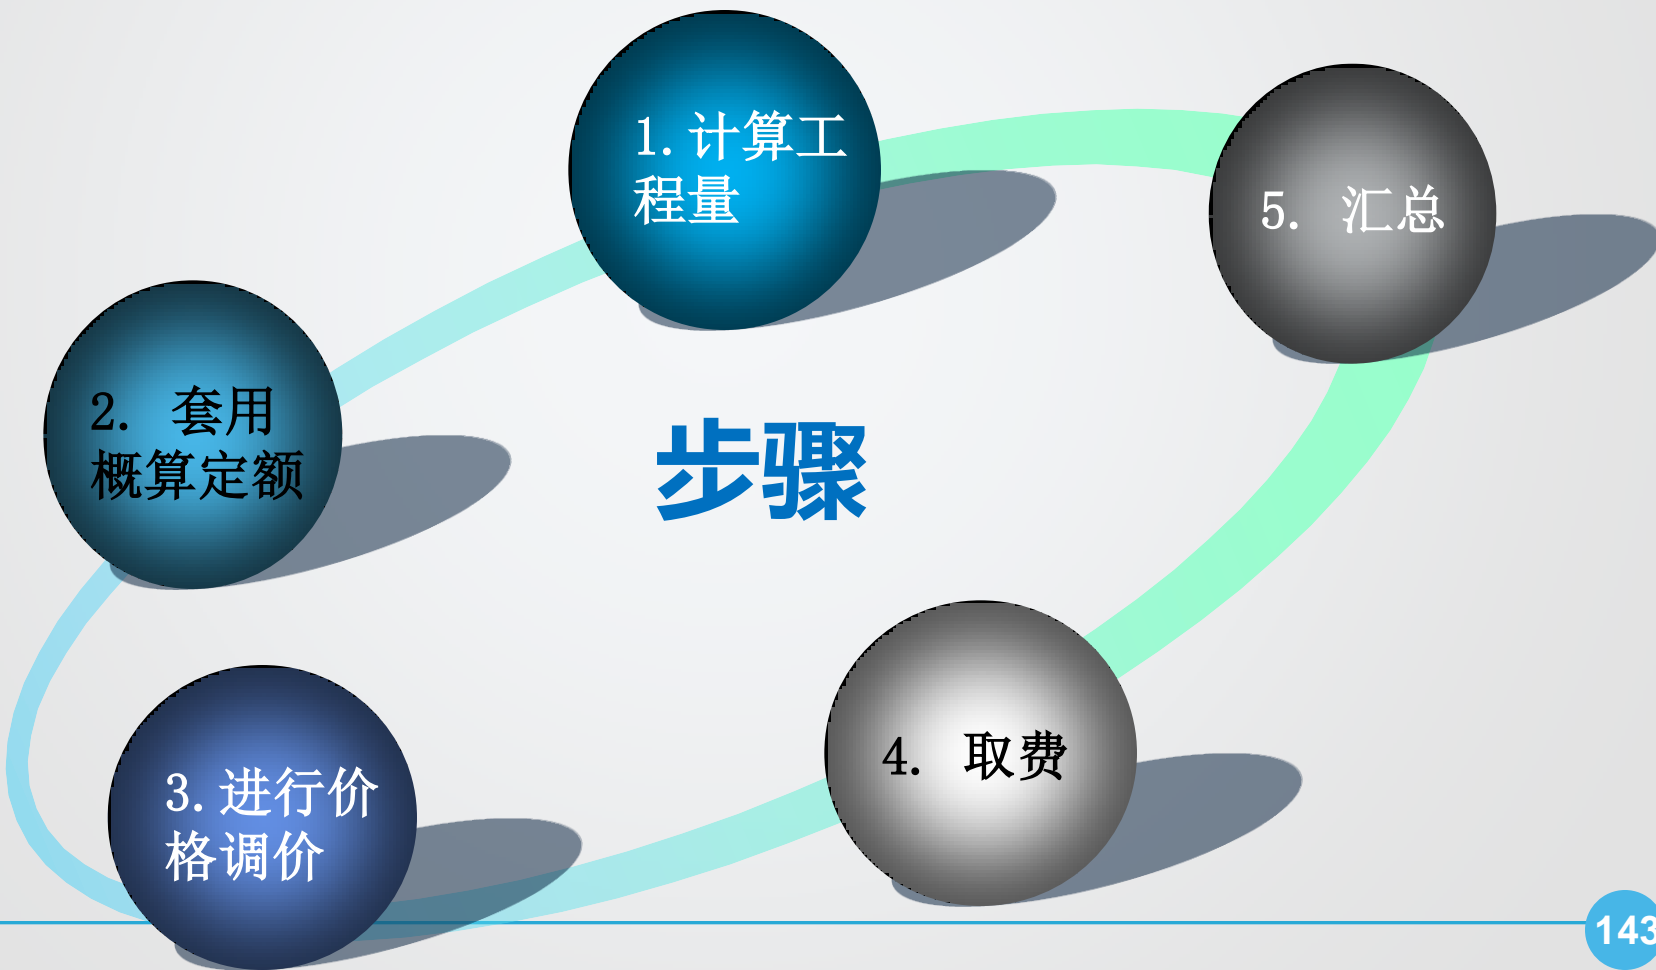 1.计算工
程量
2. 套用
概算定额
3.进行价
格调价
4. 取费
5. 汇总
步骤
143